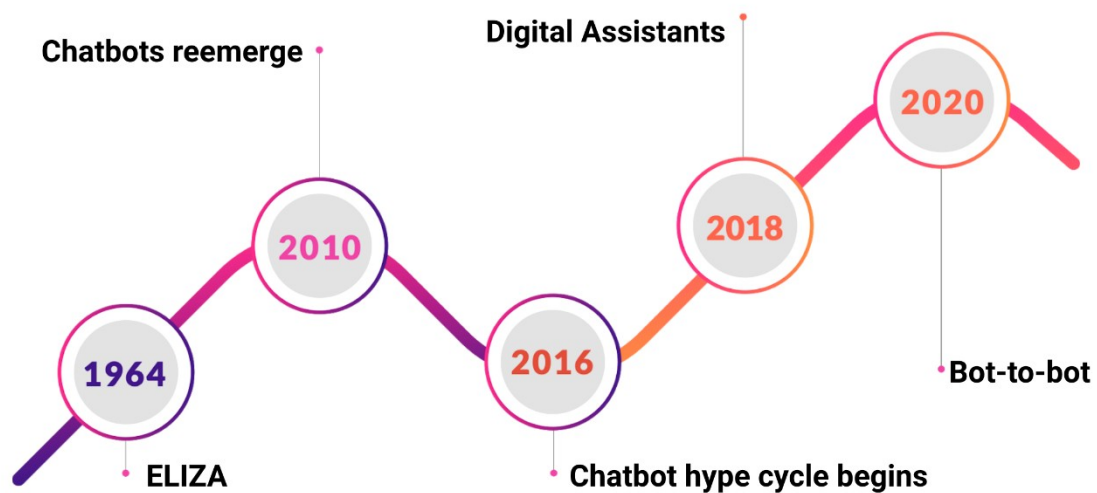 Chatbots reemerge
Digital Assistants
2020
2010
2018
1964
2016
Bot-to-bot
ELIZA
Chatbot hype cycle begins